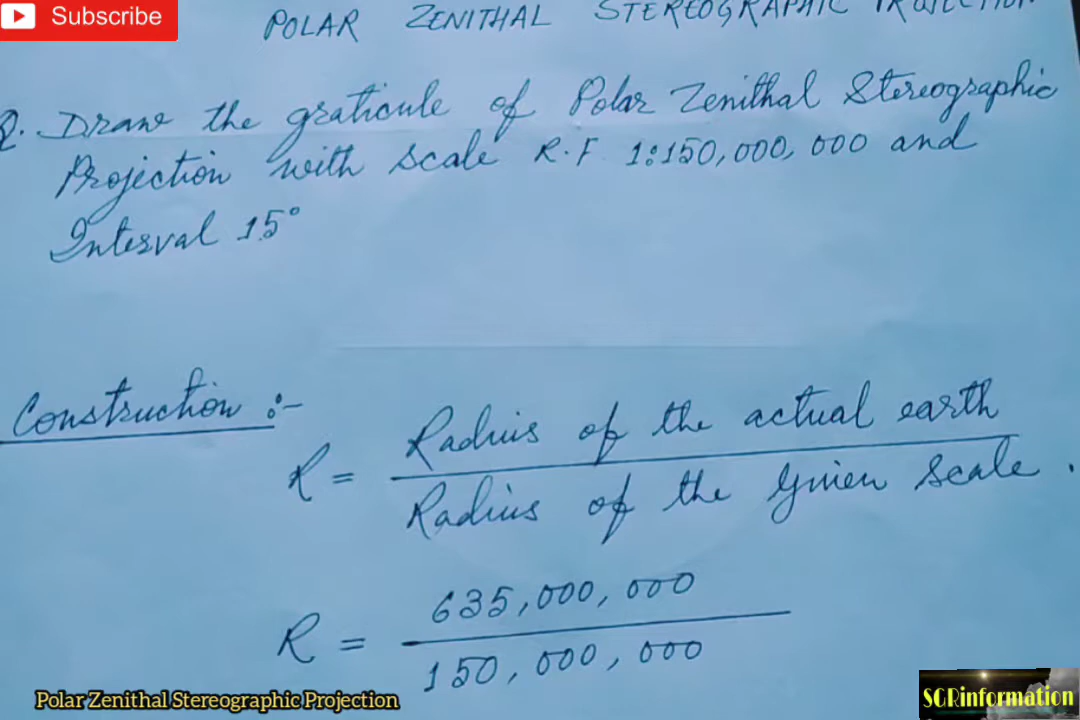 Subscribe
POLAR ZENITHAL STEREOGRAPHIC PROJECTION
Q. Draw the graticule of Polar Zenithal Stereographic
Projection with scale R.F 1:150,000,000 and
Interval 15°
Construction :-
R = Radius of the actual earth
Radius of the given scale.
R = 635,000,000
150,000,000
Polar Zenithal Stereographic Projection
SCRinformation